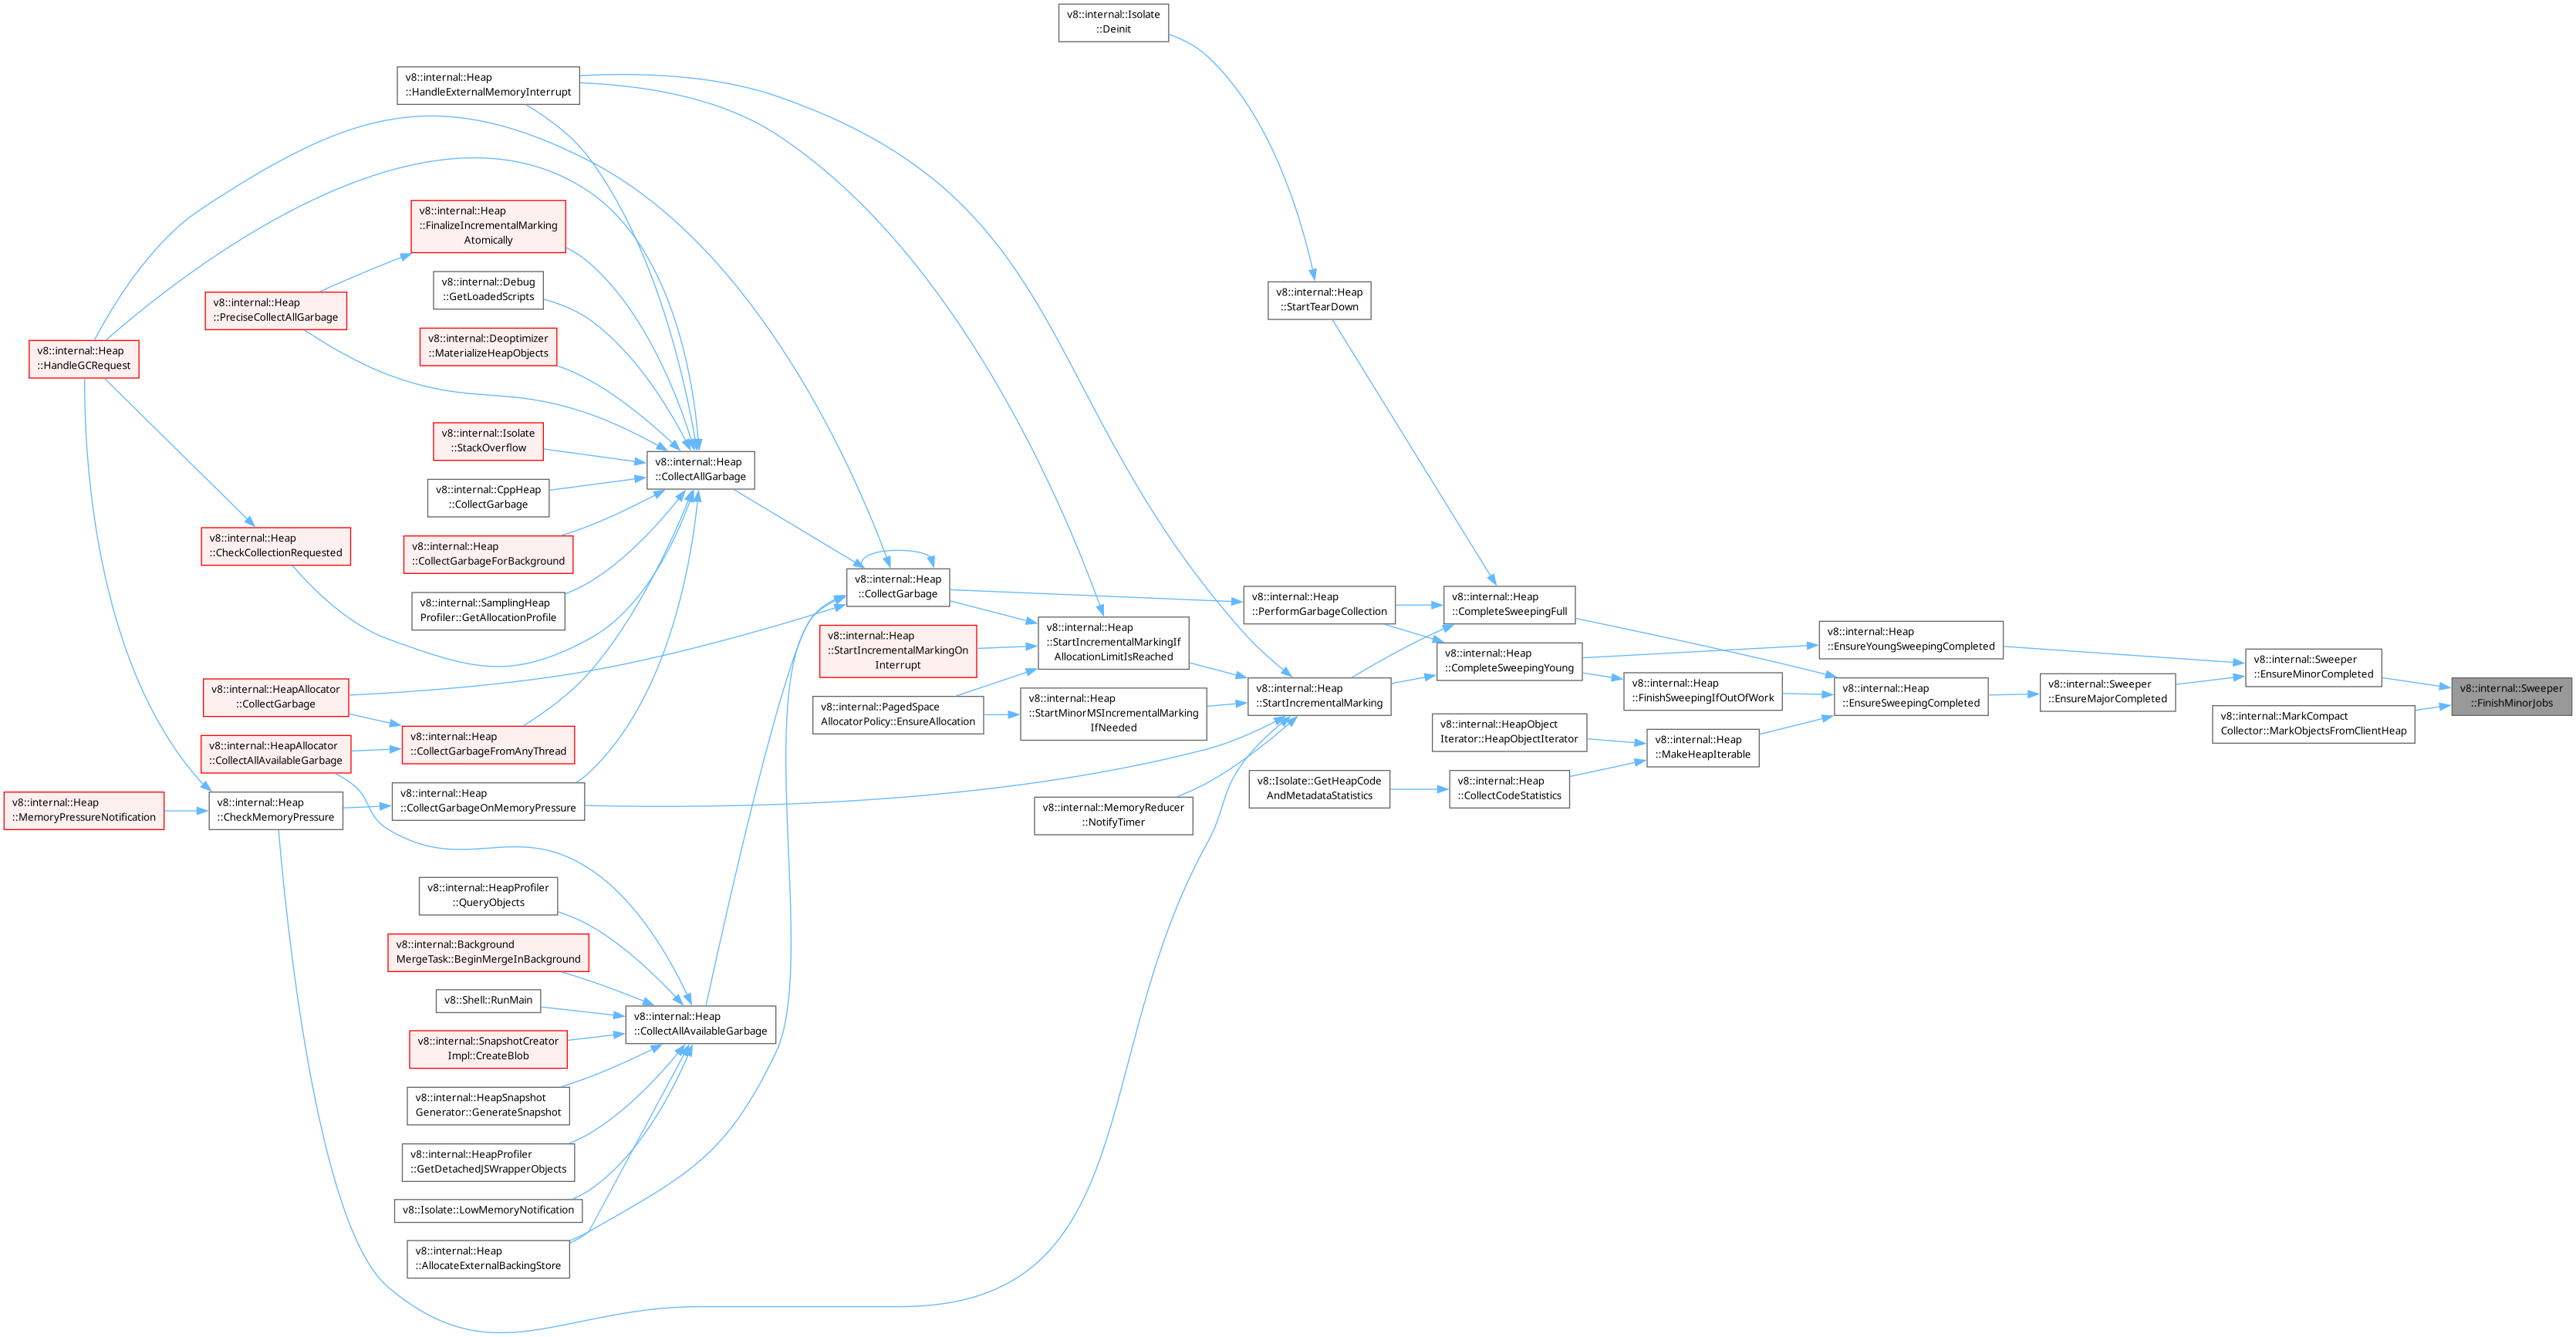 v8::internal::Isolate
::Deinit
v8::internal::Heap
::HandleExternalMemoryInterrupt
v8::internal::Heap
::FinalizeIncrementalMarking
Atomically
v8::internal::Debug
::GetLoadedScripts
v8::internal::Heap
::StartTearDown
v8::internal::Heap
::PreciseCollectAllGarbage
v8::internal::Deoptimizer
::MaterializeHeapObjects
v8::internal::Heap
::HandleGCRequest
v8::internal::Isolate
::StackOverflow
v8::internal::Heap
::CollectAllGarbage
v8::internal::CppHeap
::CollectGarbage
v8::internal::Heap
::CheckCollectionRequested
v8::internal::Heap
::CollectGarbageForBackground
v8::internal::Heap
::CollectGarbage
v8::internal::SamplingHeap
Profiler::GetAllocationProfile
v8::internal::Heap
::PerformGarbageCollection
v8::internal::Heap
::CompleteSweepingFull
v8::internal::Heap
::StartIncrementalMarkingOn
Interrupt
v8::internal::Heap
::StartIncrementalMarkingIf
AllocationLimitIsReached
v8::internal::Heap
::CompleteSweepingYoung
v8::internal::Heap
::EnsureYoungSweepingCompleted
v8::internal::Sweeper
::EnsureMinorCompleted
v8::internal::HeapAllocator
::CollectGarbage
v8::internal::PagedSpace
AllocatorPolicy::EnsureAllocation
v8::internal::Heap
::StartMinorMSIncrementalMarking
IfNeeded
v8::internal::Heap
::StartIncrementalMarking
v8::internal::Heap
::FinishSweepingIfOutOfWork
v8::internal::Heap
::EnsureSweepingCompleted
v8::internal::Sweeper
::EnsureMajorCompleted
v8::internal::Sweeper
::FinishMinorJobs
v8::internal::MarkCompact
Collector::MarkObjectsFromClientHeap
v8::internal::HeapAllocator
::CollectAllAvailableGarbage
v8::internal::Heap
::CollectGarbageFromAnyThread
v8::internal::HeapObject
Iterator::HeapObjectIterator
v8::internal::Heap
::MakeHeapIterable
v8::internal::Heap
::MemoryPressureNotification
v8::internal::Heap
::CheckMemoryPressure
v8::internal::Heap
::CollectGarbageOnMemoryPressure
v8::internal::MemoryReducer
::NotifyTimer
v8::Isolate::GetHeapCode
AndMetadataStatistics
v8::internal::Heap
::CollectCodeStatistics
v8::internal::HeapProfiler
::QueryObjects
v8::internal::Background
MergeTask::BeginMergeInBackground
v8::Shell::RunMain
v8::internal::Heap
::CollectAllAvailableGarbage
v8::internal::SnapshotCreator
Impl::CreateBlob
v8::internal::HeapSnapshot
Generator::GenerateSnapshot
v8::internal::HeapProfiler
::GetDetachedJSWrapperObjects
v8::Isolate::LowMemoryNotification
v8::internal::Heap
::AllocateExternalBackingStore